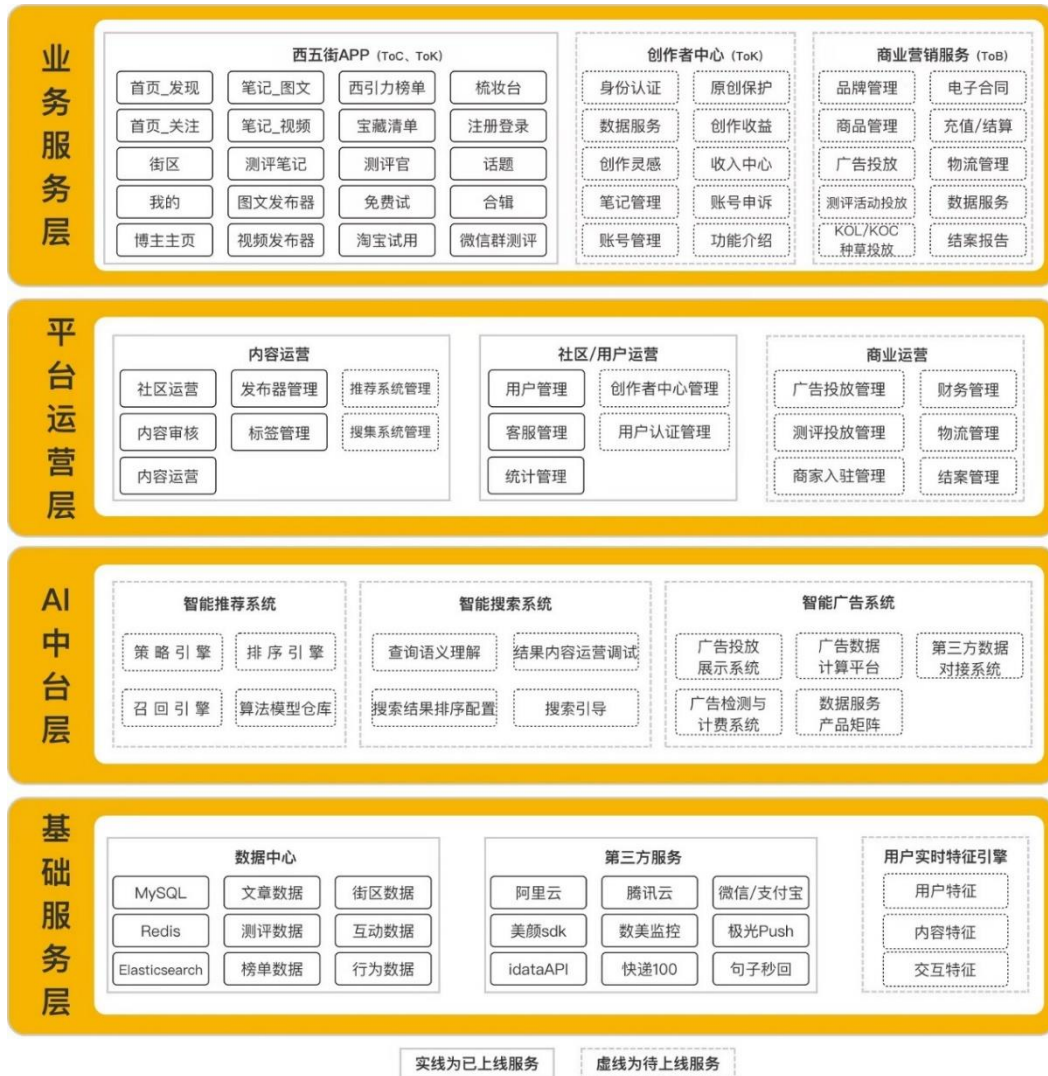 业务服务层
西五街APP（ToC、ToK）
首页_发现 笔记_图文 西引力榜单 梳妆台
首页_关注 笔记_视频 宝藏清单 注册登录
街区 测评笔记 测评官 话题
我的 图文发布器 免费试 合辑
博主主页 视频发布器 淘宝试用 微信群测评
创作者中心（ToK）
身份认证 原创保护
数据服务 创作收益
创作灵感 收入中心
笔记管理 账号申诉
账号管理 功能介绍
商业营销服务（ToB）
品牌管理 电子合同
商品管理 充值/结算
广告投放 物流管理
测评活动投放 数据服务
KOL/KOC
种草投放 结案报告
平台运营层
内容运营
社区运营 发布器管理 推荐系统管理
内容审核 标签管理 搜集系统管理
内容运营
社区/用户运营
用户管理 创作者中心管理
客服管理 用户认证管理
统计管理
商业运营
广告投放管理 财务管理
测评投放管理 物流管理
商家入驻管理 结案管理
AI中台层
智能推荐系统
策略引擎 排序引擎
召回引擎 算法模型仓库
智能搜索系统
查询语义理解 结果内容运营调试
搜索结果排序配置 搜索引导
智能广告系统
广告投放
展示系统
广告数据
计算平台
第三方数据
对接系统
广告检测与
计费系统
数据服务
产品矩阵
基础服务层
数据中心
MySQL 文章数据 街区数据
Redis 测评数据 互动数据
Elasticsearch 榜单数据 行为数据
第三方服务
阿里云 腾讯云 微信/支付宝
美颜sdk 数美监控 极光Push
idataAPI 快递100 句子秒回
用户实时特征引擎
用户特征
内容特征
交互特征
实线为已上线服务 虚线为待上线服务